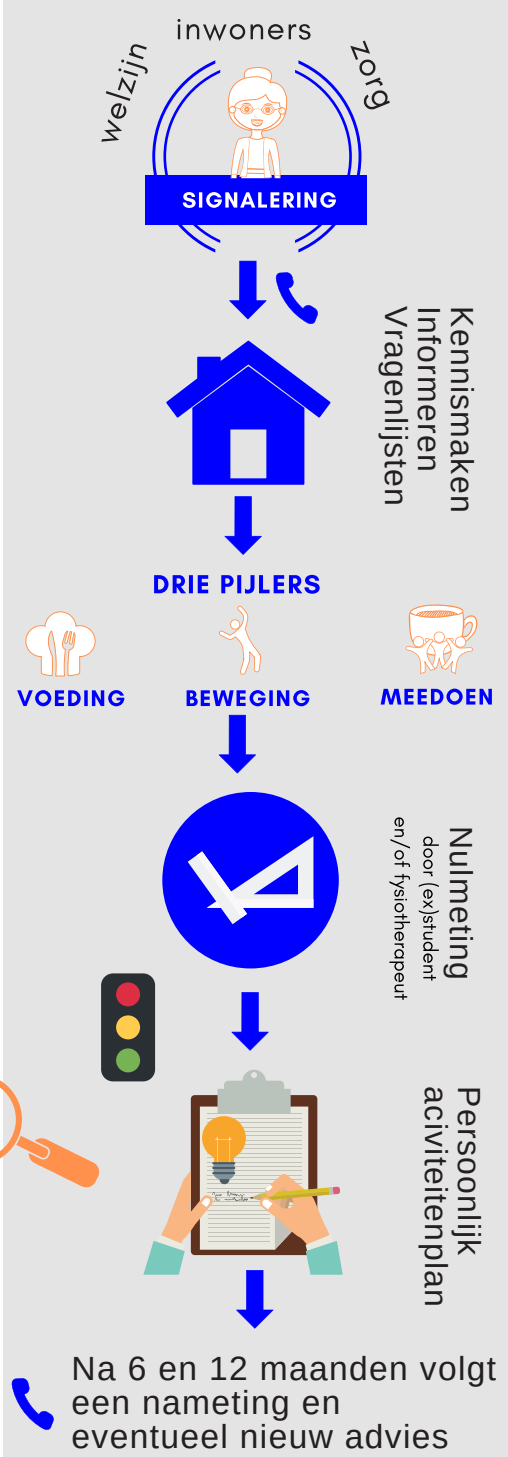 welzijn
inwoners
zorg
SIGNALERING
Kennismaken
Informeren
Vragenlijsten
DRIE PIJLERS
VOEDING
BEWEGING
MEEDOEN
Nulmeting
door (ex)student
en/of fysiotherapeut
Persoonlijk
aciviteitenplan
Na 6 en 12 maanden volgt
een nameting en
eventueel nieuw advies